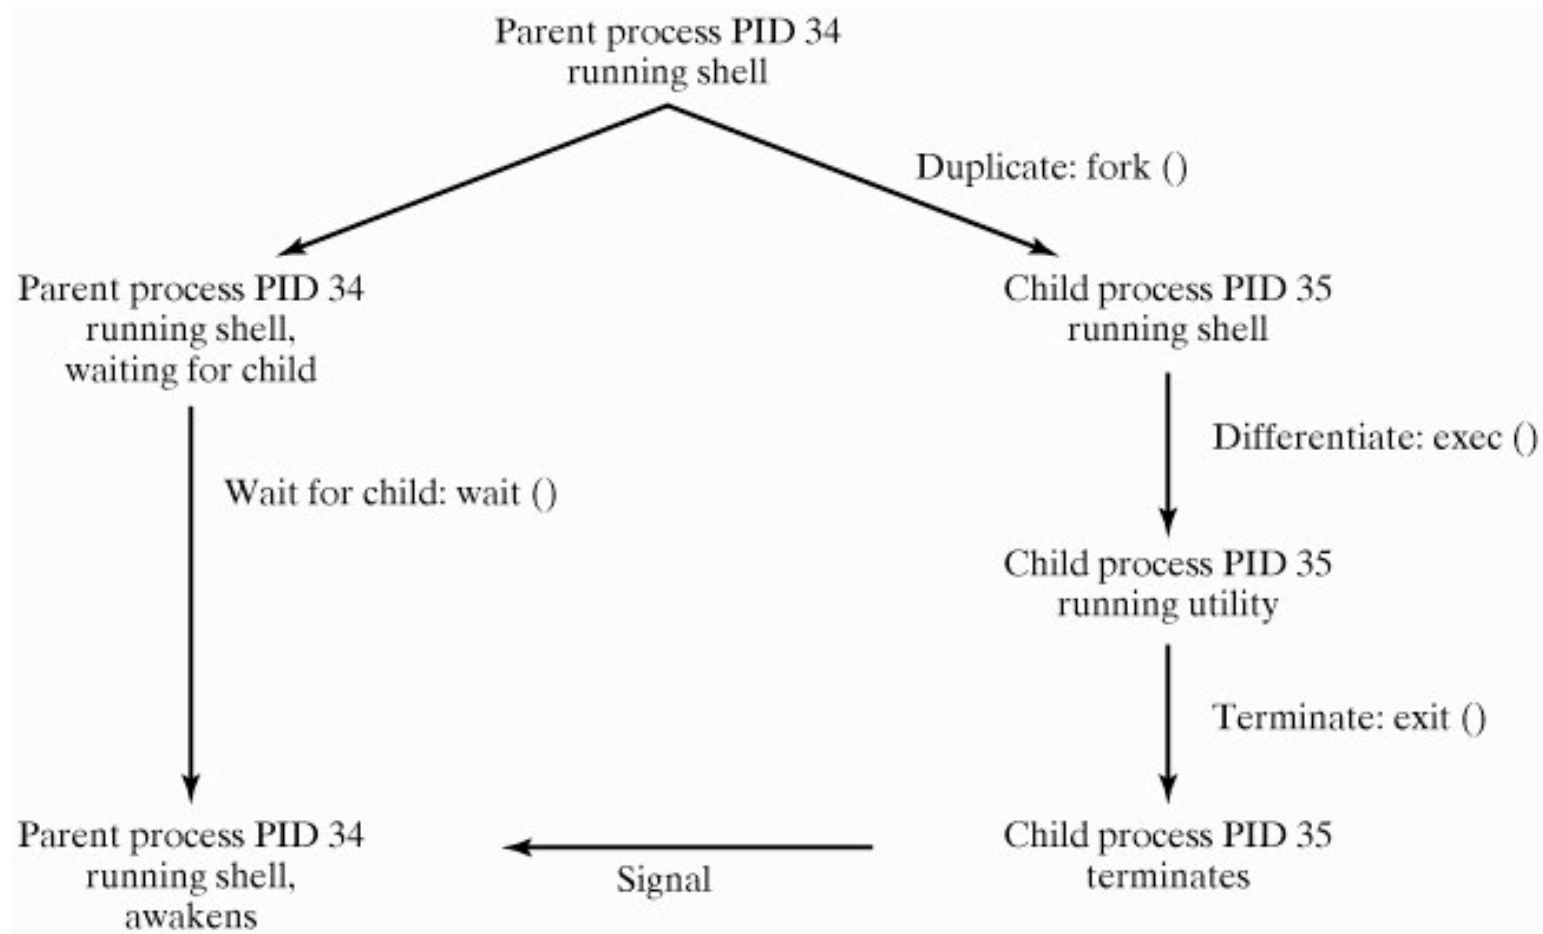 Parent process PID 34
running shell
Duplicate: fork ()
Parent process PID 34
running shell,
waiting for child
Child process PID 35
running shell
Differentiate: exec ()
Wait for child: wait ()
Child process PID 35
running utility
Terminate: exit ()
Parent process PID 34
running shell,
awakens
Signal
Child process PID 35
terminates